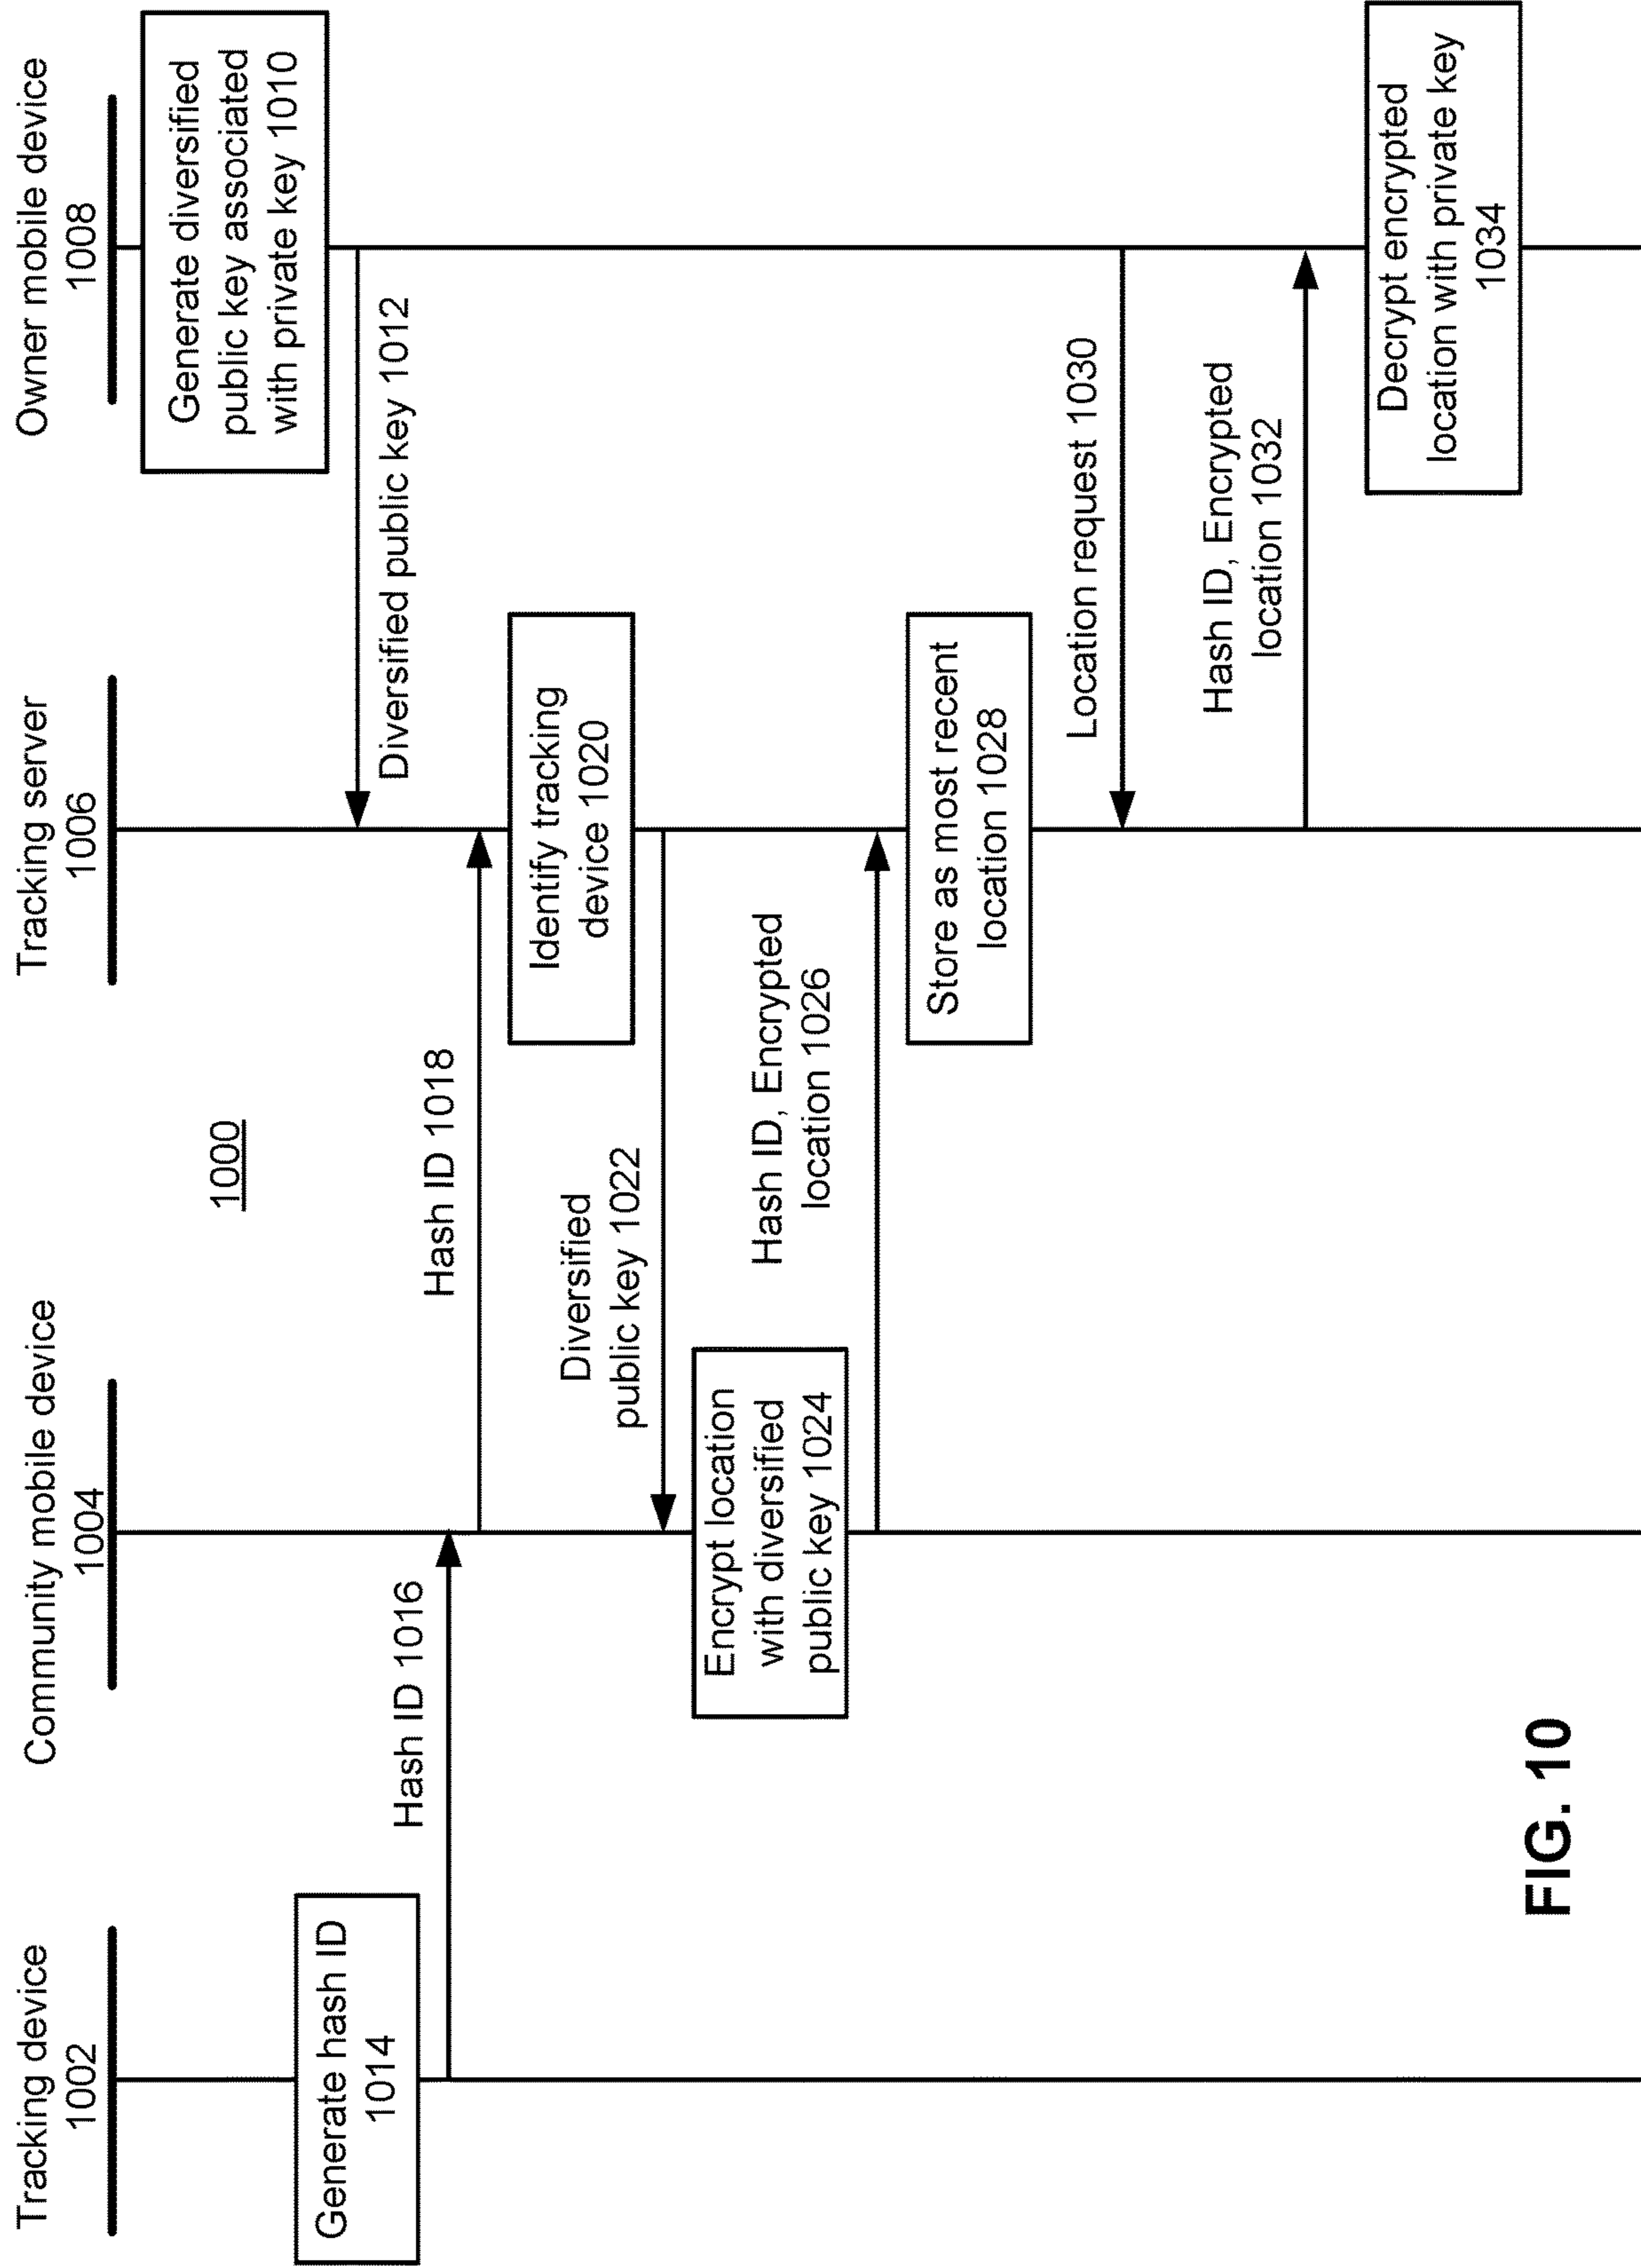 Tracking device
1002
Community mobile device
1004
Tracking server
1006
Owner mobile device
1008
Generate diversified
public key associated
with private key 1010
1000
Diversified public key 1012
Generate hash ID
1014
Hash ID 1016
Hash ID 1018
Identify tracking
device 1020
Diversified
public key 1022
Encrypt location
with diversified
public key 1024
Hash ID, Encrypted
location 1026
Store as most recent
location 1028
Location request 1030
Hash ID, Encrypted
location 1032
Decrypt encrypted
location with private key
1034
FIG. 10